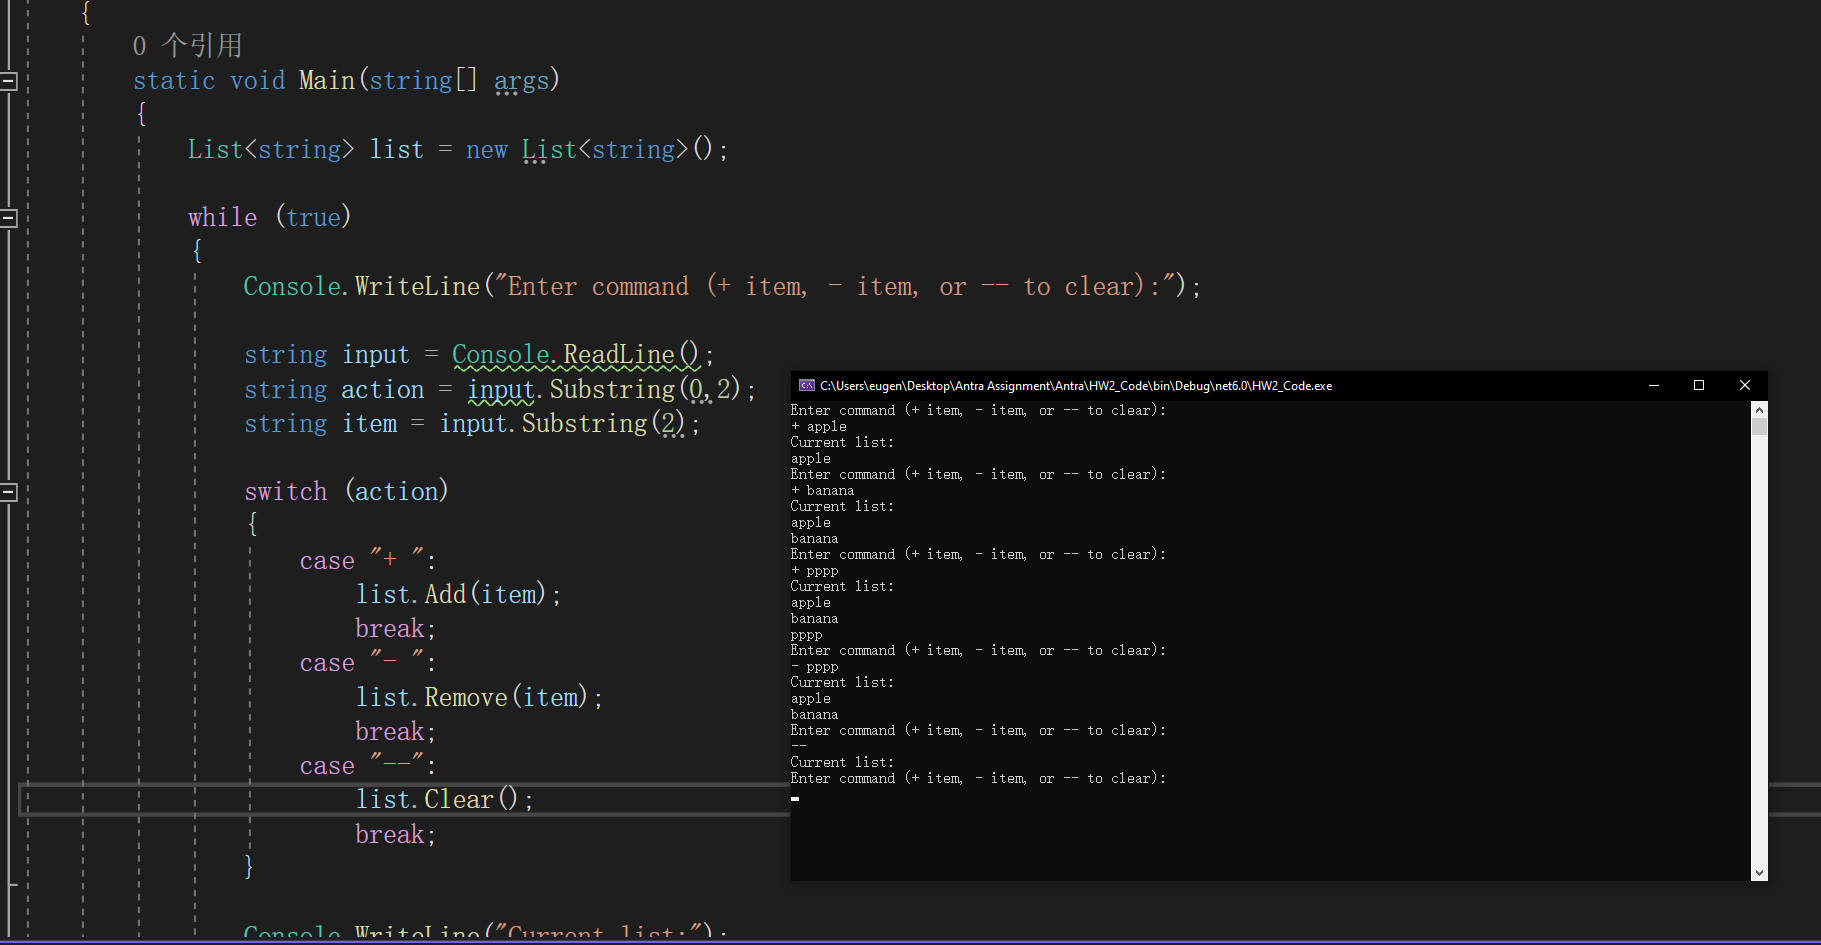 {
0 个引用
static void Main(string[] args)
{
List<string> list = new List<string>();
while (true)
{
Console.WriteLine("Enter command (+ item, - item, or -- to clear):");
string input = Console.ReadLine();
string action = input.Substring(0,2);
string item = input.Substring(2);
switch (action)
{
case "+ ":
list.Add(item);
break;
case "- ":
list.Remove(item);
break;
case "--":
list.Clear();
break;
}
Console.WriteLine("Current list:");
C:\Users\eugen\Desktop\Antra Assignment\Antra\HW2_Code\bin\Debug\net6.0\HW2_Code.exe
Enter command (+ item, - item, or -- to clear):
+ apple
Current list:
apple
Enter command (+ item, - item, or -- to clear):
+ banana
Current list:
apple
banana
Enter command (+ item, - item, or -- to clear):
+ pppp
Current list:
apple
banana
pppp
Enter command (+ item, - item, or -- to clear):
- pppp
Current list:
apple
banana
Enter command (+ item, - item, or -- to clear):
--
Current list:
Enter command (+ item, - item, or -- to clear):